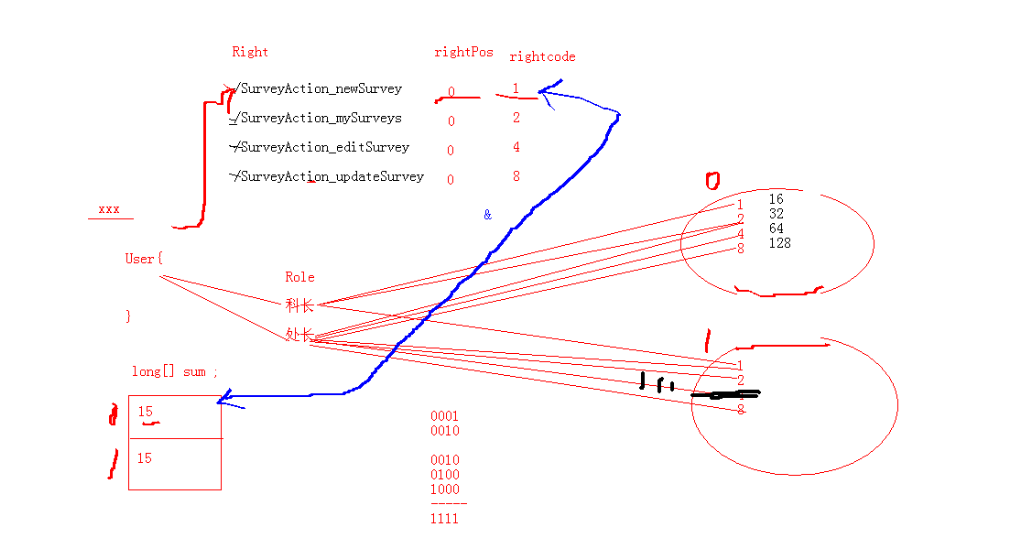 Right rightPos rightcode
/SurveyAction_newSurvey 0 1
/SurveyAction_mySurveys 0 2
/SurveyAction_editSurvey 0 4
/SurveyAction_updateSurvey 0 8
xxx
&
0
1 16
2 32
4 64
8 128
User{
}
Role
科长
处长
long[] sum ;
0 15
1 15
1
1
2
8
0001
0010
0010
0100
1000
-----
1111